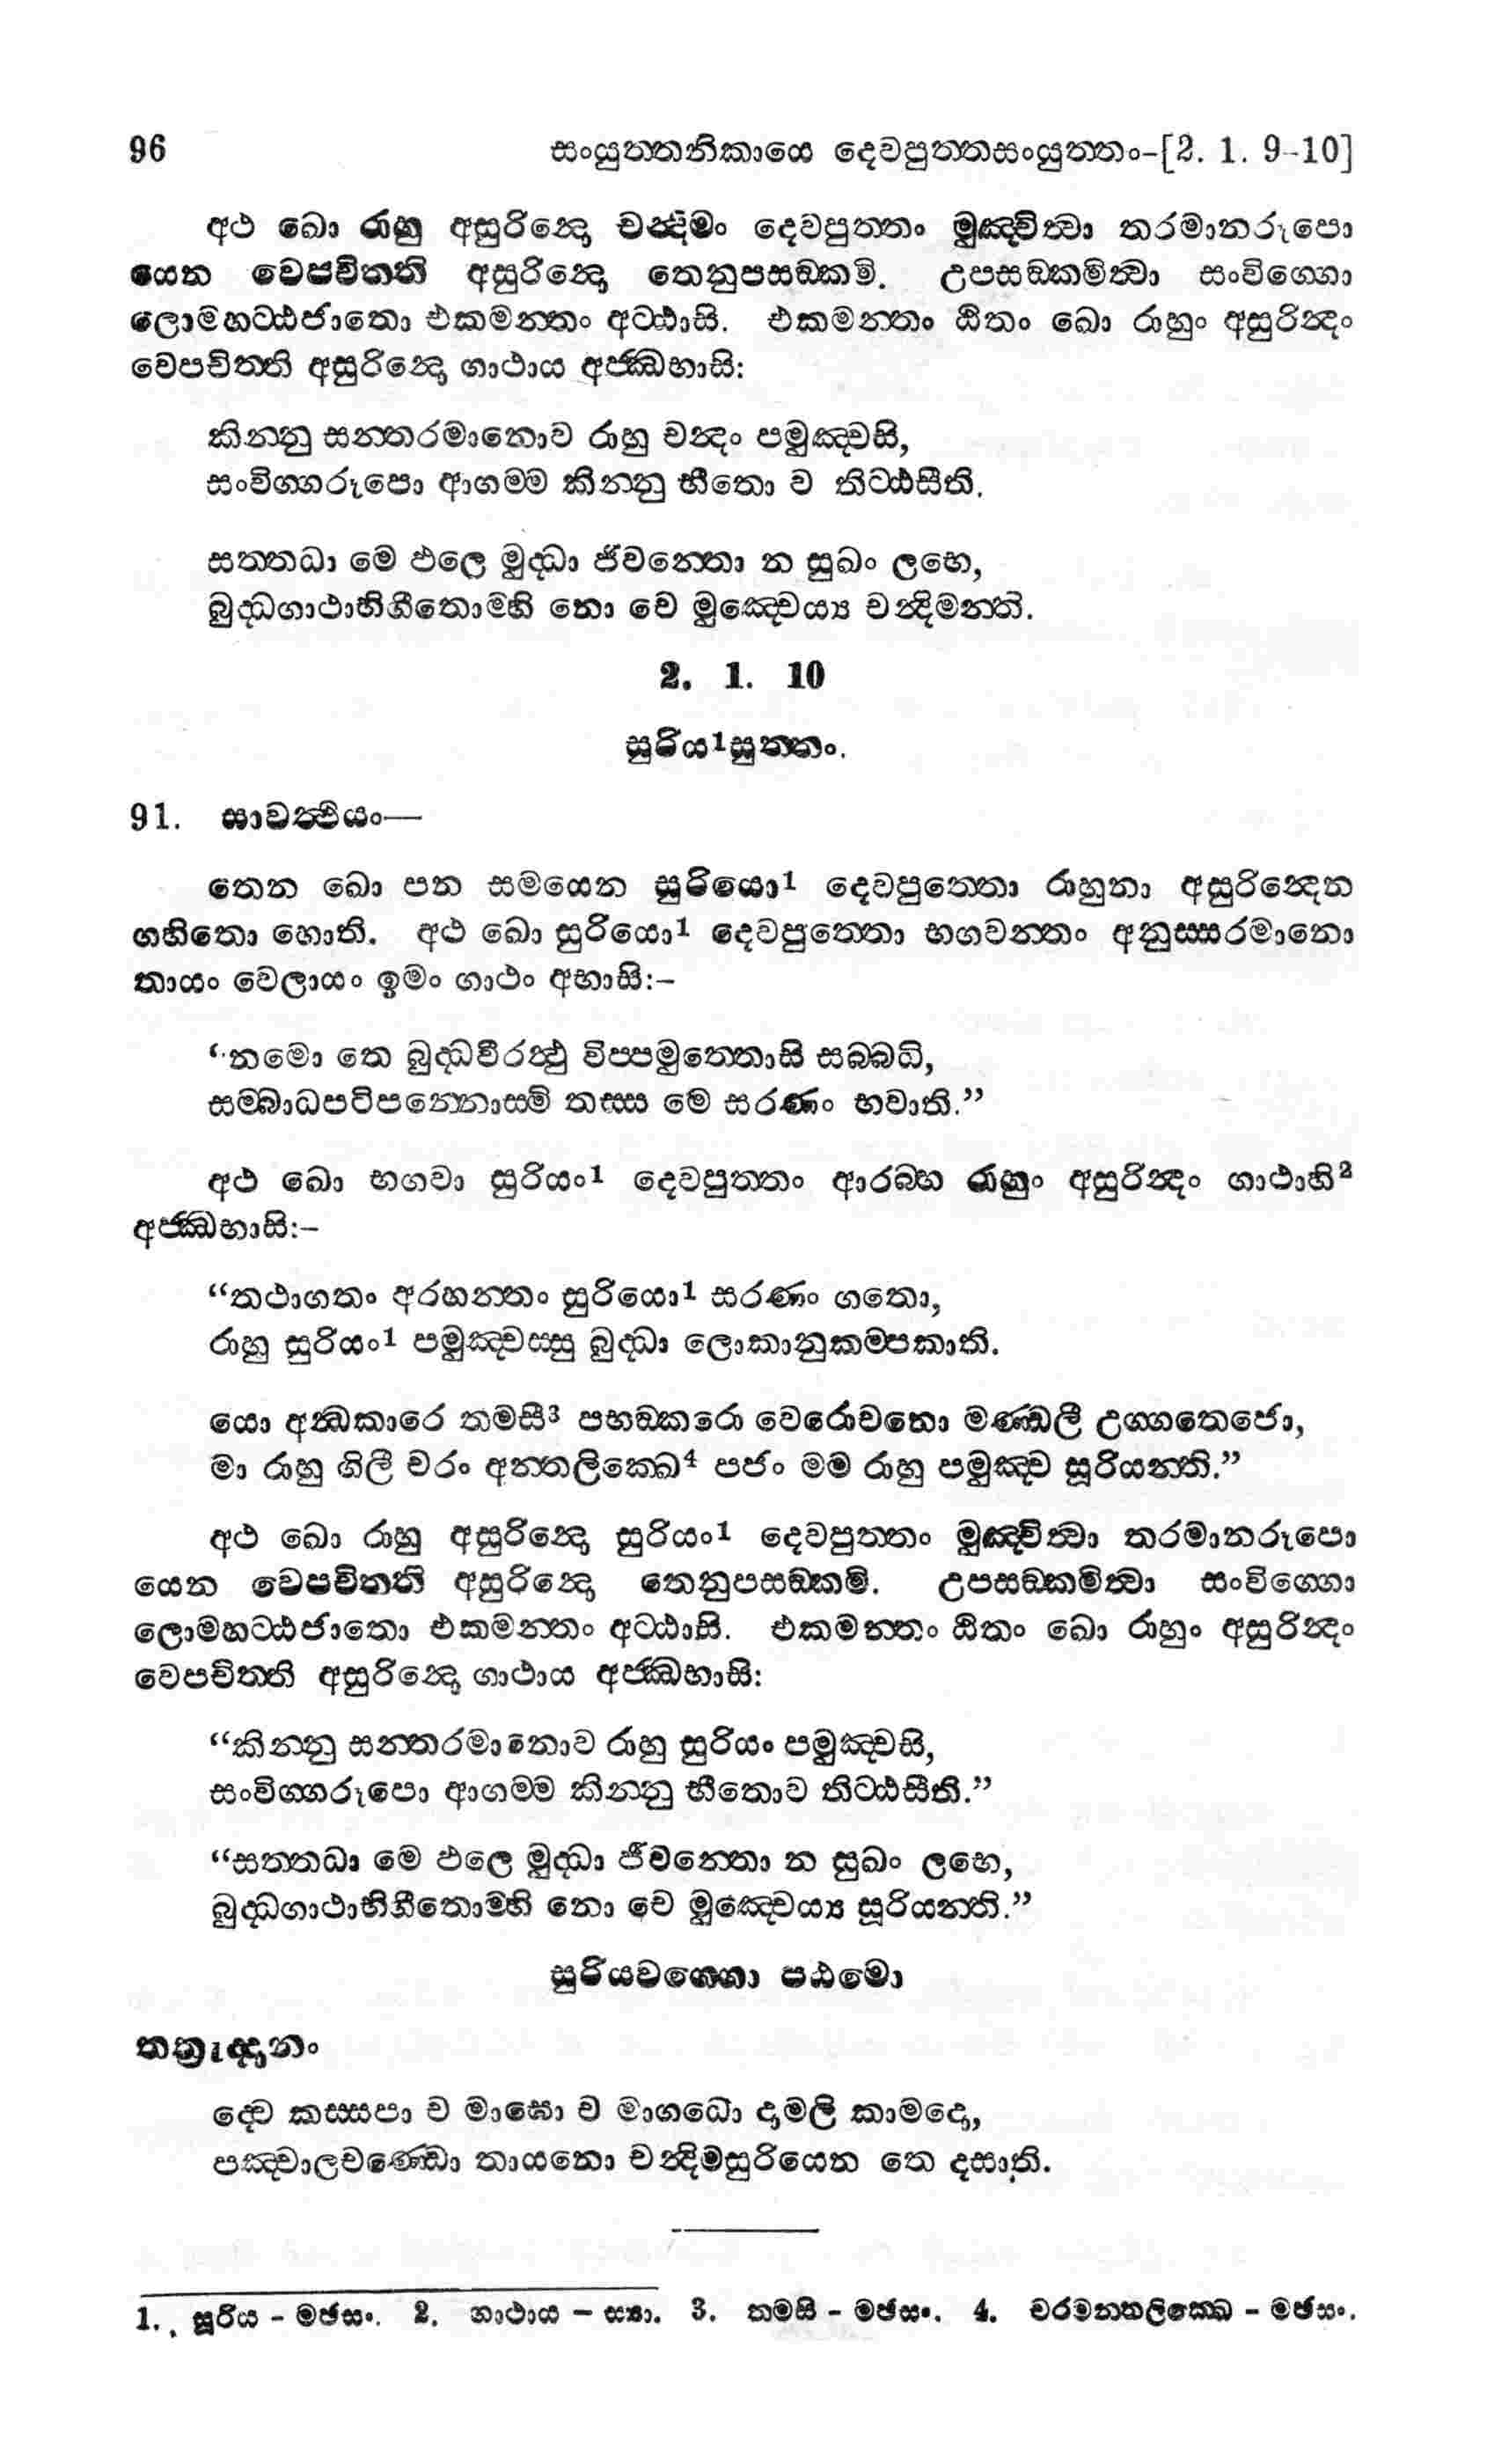 96 සංයුත්තනිකායෙ දෙවපුත්තසංයුත්තං-[2. 1. 9-10]
අථ ඛො රාහු අසුරින්දො චන්දිමං දෙවපුත්තං මුඤ්චිත්වා තරමානරූපො
යෙන වෙපචිත්ති අසුරින්දො තෙනුපසඞ්කමි. උපසඞ්කමිත්වා සංවිග්ගො
ලොමහට්ඨජාතො එකමන්තං අට්ඨාසි. එකමන්තං ඨිතං ඛො රාහුං අසුරින්දං
වෙපචිත්ති අසුරින්දො ගාථාය අජ්ඣභාසි:
කින්නු සන්තරමානොව රාහු චන්දං පමුඤ්චසි,
සංවිග්ගරූපො ආගම්ම කින්නු භීතො ව තිට්ඨසීති.
සත්තධා මෙ ඵලෙ මුද්ධා ජීවන්තො න සුඛං ලභෙ,
බුද්ධගාථාභිගීතොම්හි නො චෙ මුඤ්චෙය්ය චන්දිමන්ති.
2. 1. 10
සුරිය¹සුත්තං.
91. සාවත්ථියං—
තෙන ඛො පන සමයෙන සුරියො¹ දෙවපුත්තො රාහුනා අසුරින්දෙන
ගහිතො හොති. අථ ඛො සුරියො¹ දෙවපුත්තො භගවන්තං අනුස්සරමානො
තායං වෙලායං ඉමං ගාථං අභාසි:-
“නමො තෙ බුද්ධවීරත්ථු විප්පමුත්තොසි සබ්බධි,
සම්බාධපටිපන්නොස්මි තස්ස මෙ සරණං භවාති.”
අථ ඛො භගවා සුරියං¹ දෙවපුත්තං ආරබ්භ රාහුං අසුරින්දං ගාථාහි²
අජ්ඣභාසි:-
“තථාගතං අරහන්තං සුරියො¹ සරණං ගතො,
රාහු සුරියං¹ පමුඤ්චස්සු බුද්ධා ලොකානුකම්පකාති.
යො අන්ධකාරෙ තමසී³ පභඞ්කරො වෙරොචනො මණ්ඩලී උග්ගතෙජො,
මා රාහු ගිලී චරං අන්තලික්ඛෙ⁴ පජං මම රාහු පමුඤ්ච සූරියන්ති.”
අථ ඛො රාහු අසුරින්දො සුරියං¹ දෙවපුත්තං මුඤ්චිත්වා තරමානරූපො
යෙන වෙපචිත්ති අසුරින්දො තෙනුපසඞ්කමි. උපසඞ්කමිත්වා සංවිග්ගො
ලොමහට්ඨජාතො එකමන්තං අට්ඨාසි. එකමන්තං ඨිතං ඛො රාහුං අසුරින්දං
වෙපචිත්ති අසුරින්දො ගාථාය අජ්ඣභාසි:
“කින්නු සන්තරමානොව රාහු සුරියං පමුඤ්චසි,
සංවිග්ගරූපො ආගම්ම කින්නු භීතොව තිට්ඨසීති.”
“සත්තධා මෙ ඵලෙ මුද්ධා ජීවන්තො න සුඛං ලභෙ,
බුද්ධගාථාභිගීතොම්හි නො චෙ මුඤ්චෙය්ය සූරියන්ති.”
සුරියවග්ගො පඨමො
තත්‍රුද්දානං
ද්වෙ කස්සපා ච මාඝො ච මාගධො දාමලි කාමදො,
පඤ්චාලචණ්ඩො තායනො චන්දිමසුරියෙන තෙ දසාති.
1. සූරිය - මඡසං. 2. ගාථාය - ස්‍යා. 3. තමසි - මඡසං. 4. චරමන්තලික්ඛෙ - මඡසං.